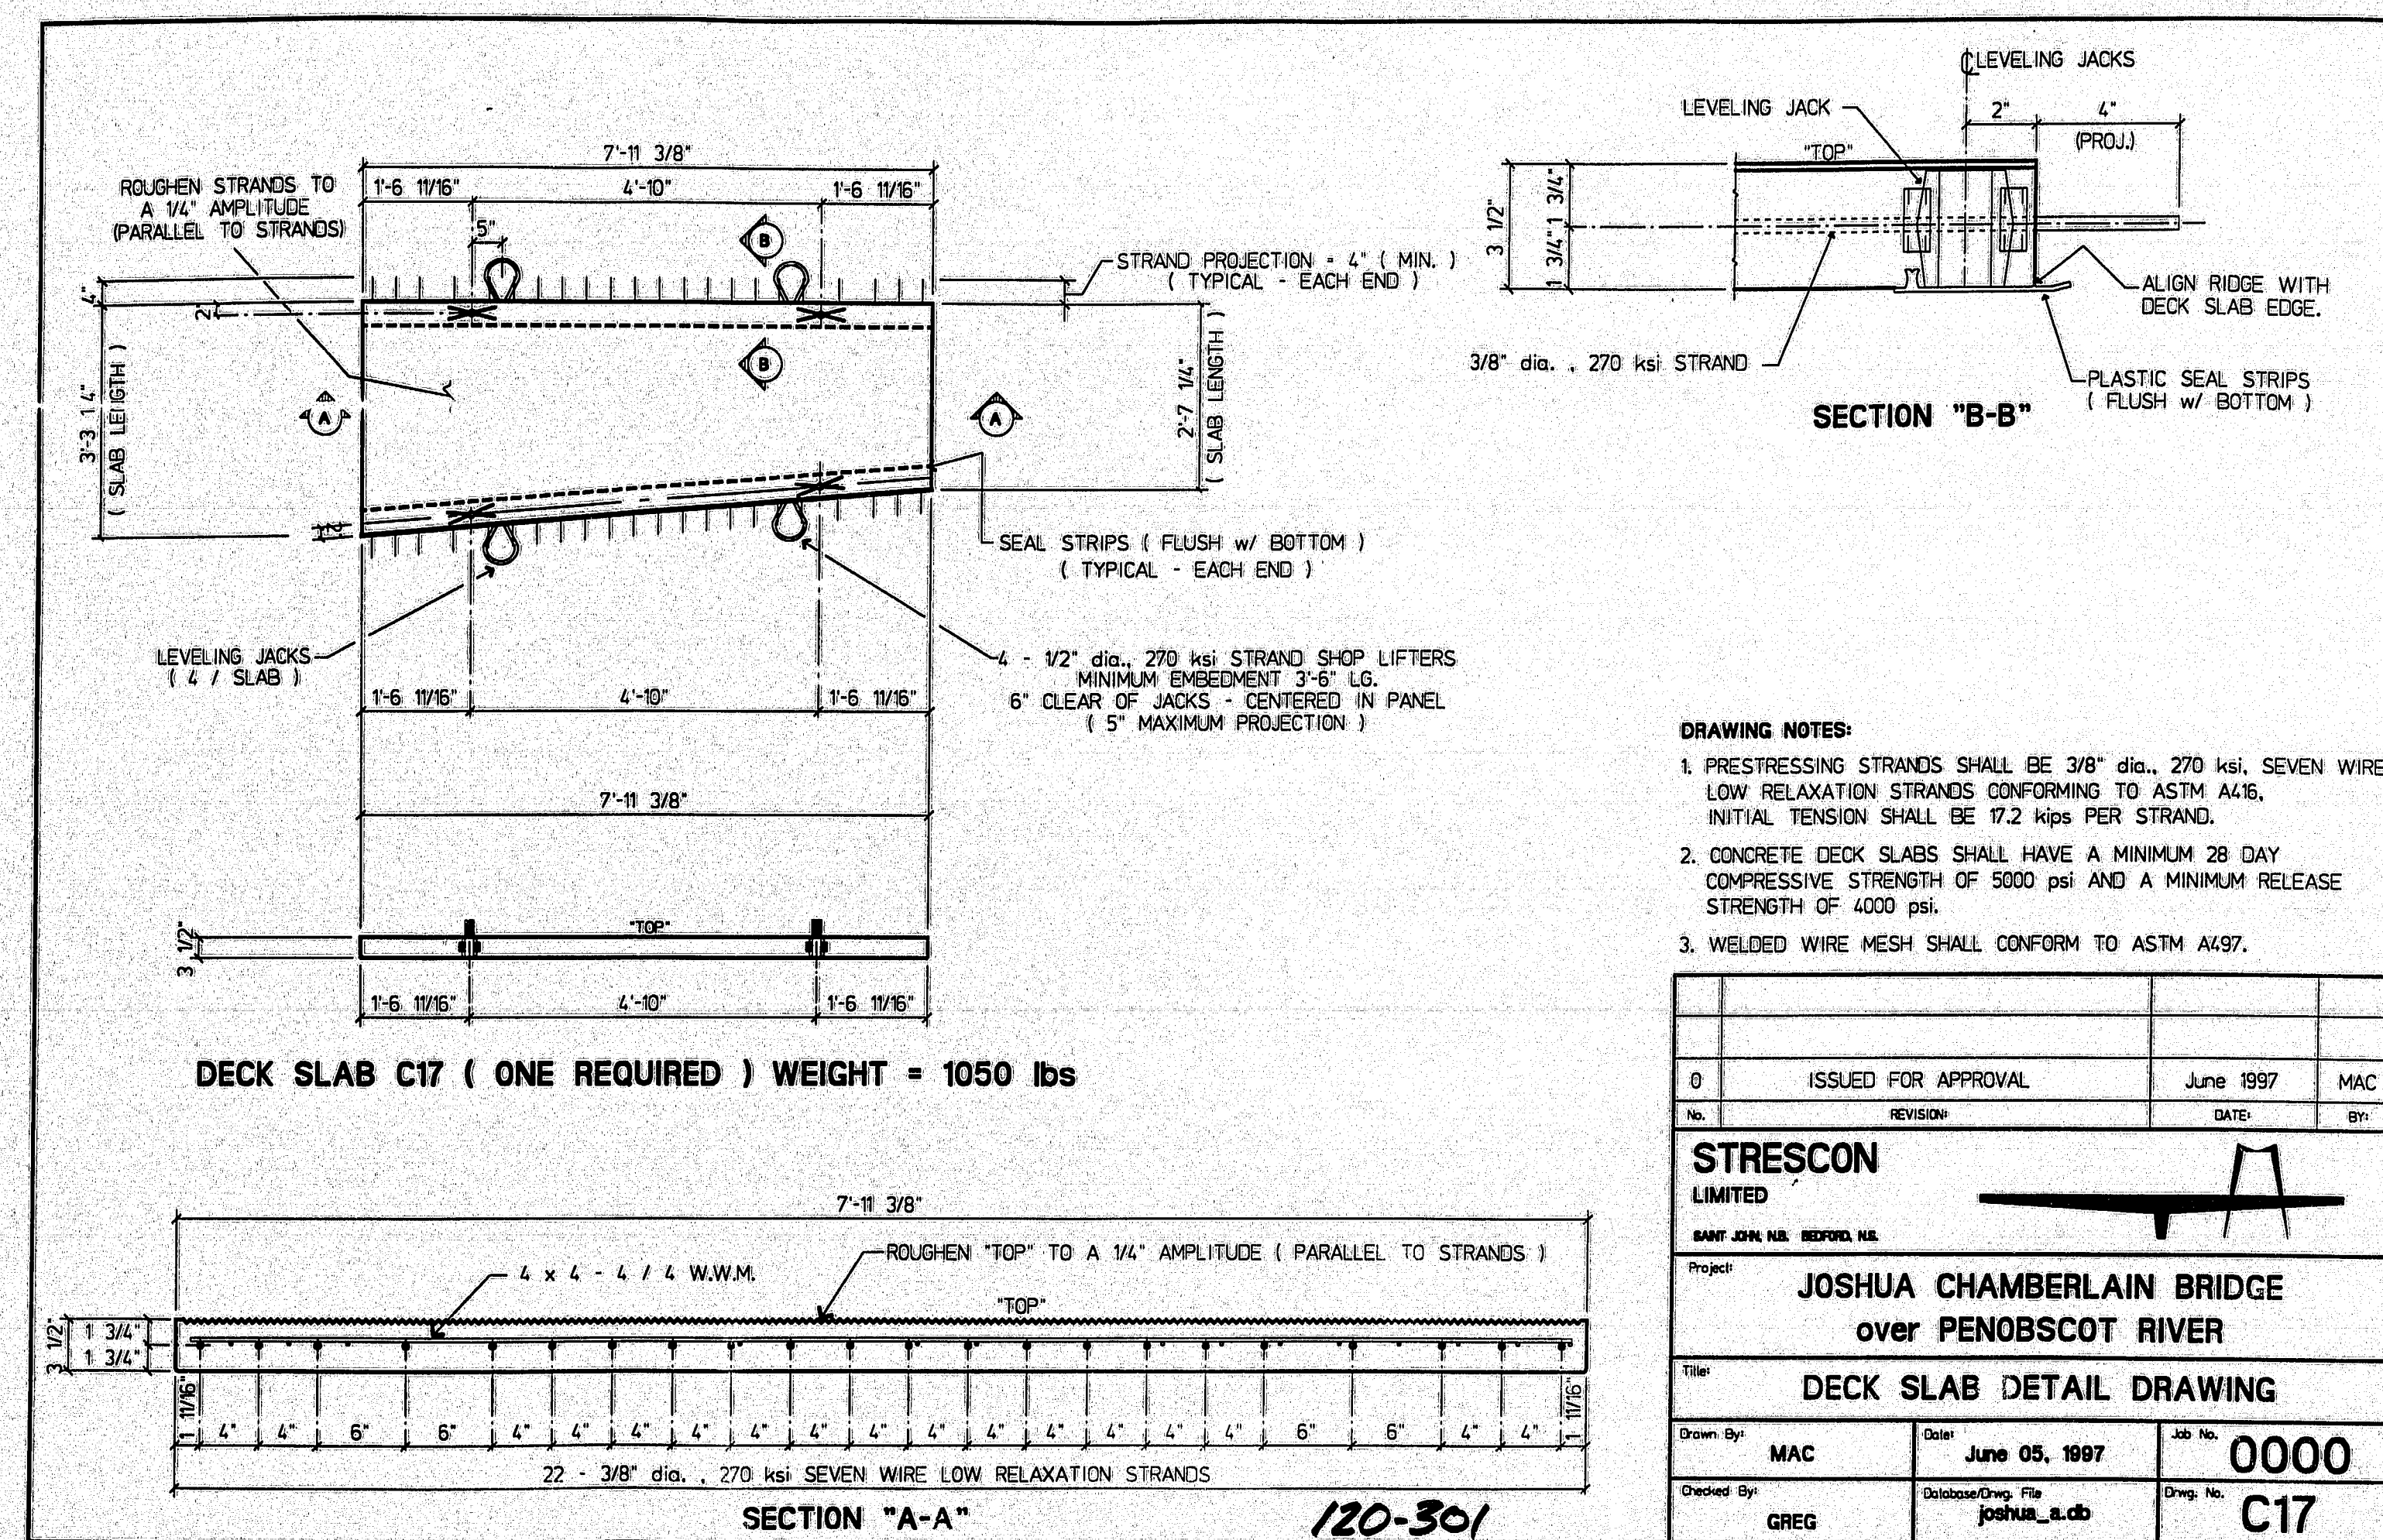 7'-11 3/8"
1'-6 11/16" 4'-10" 1'-6 11/16"
5"
ROUGHEN STRANDS TO
A 1/4" AMPLITUDE
(PARALLEL TO STRANDS)
B
STRAND PROJECTION = 4" ( MIN. )
( TYPICAL - EACH END )
4"
2"
3'-3 1 4"
( SLAB LENGTH )
A
B
A
2'-7 1/4"
( SLAB LENGTH )
2"
SEAL STRIPS ( FLUSH w/ BOTTOM )
( TYPICAL - EACH END )
LEVELING JACKS
( 4 / SLAB )
4 - 1/2" dia., 270 ksi STRAND SHOP LIFTERS
MINIMUM EMBEDMENT 3'-6" LG.
6" CLEAR OF JACKS - CENTERED IN PANEL
( 5" MAXIMUM PROJECTION )
1'-6 11/16" 4'-10" 1'-6 11/16"
7'-11 3/8"
"TOP"
3 1/2"
1'-6 11/16" 4'-10" 1'-6 11/16"
DECK SLAB C17 ( ONE REQUIRED ) WEIGHT = 1050 lbs
7'-11 3/8"
ROUGHEN "TOP" TO A 1/4" AMPLITUDE ( PARALLEL TO STRANDS )
4 x 4 - 4 / 4 W.W.M.
"TOP"
3 1/2"
1 3/4"
1 3/4"
1 11/16" 4" 4" 6" 6" 4" 4" 4" 4" 4" 4" 4" 4" 4" 4" 4" 4" 4" 6" 6" 4" 4" 1 11/16"
22 - 3/8" dia. , 270 ksi SEVEN WIRE LOW RELAXATION STRANDS
SECTION "A-A"
120-301
℄ LEVELING JACKS
LEVELING JACK
2" 4"
(PROJ.)
"TOP"
3 1/2"
1 3/4"
1 3/4"
ALIGN RIDGE WITH
DECK SLAB EDGE.
3/8" dia. , 270 ksi STRAND
PLASTIC SEAL STRIPS
( FLUSH w/ BOTTOM )
SECTION "B-B"
DRAWING NOTES:
1. PRESTRESSING STRANDS SHALL BE 3/8" dia., 270 ksi, SEVEN WIRE
LOW RELAXATION STRANDS CONFORMING TO ASTM A416,
INITIAL TENSION SHALL BE 17.2 kips PER STRAND.
2. CONCRETE DECK SLABS SHALL HAVE A MINIMUM 28 DAY
COMPRESSIVE STRENGTH OF 5000 psi AND A MINIMUM RELEASE
STRENGTH OF 4000 psi.
3. WELDED WIRE MESH SHALL CONFORM TO ASTM A497.
0 ISSUED FOR APPROVAL June 1997 MAC
No. REVISION: DATE: BY:
STRESCON
LIMITED
SAINT JOHN, N.B. BEDFORD, N.S.
Project:
JOSHUA CHAMBERLAIN BRIDGE
over PENOBSCOT RIVER
Title:
DECK SLAB DETAIL DRAWING
Drawn By: Date: Job No.
MAC June 05, 1997 0000
Checked By: Database/Drwg. File Drwg. No.
GREG joshua_a.db C17